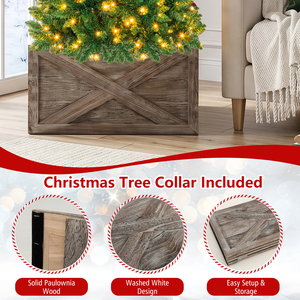 Christmas Tree Collar Included
Solid Paulownia
Wood
Washed White
Design
Easy Setup &
Storage